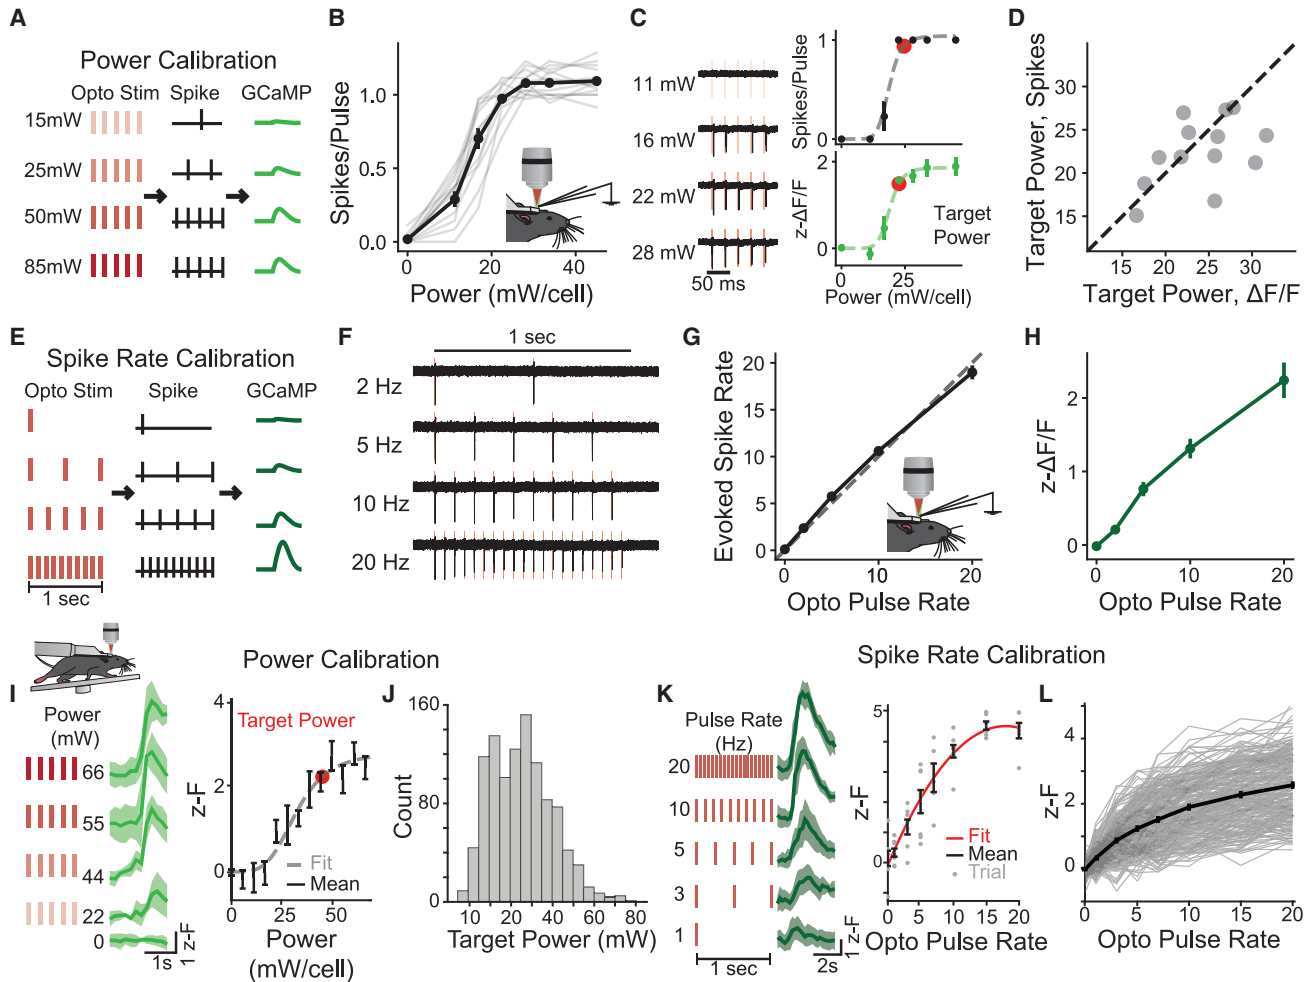 A
Power Calibration
Opto Stim Spike GCaMP
15mW
25mW
50mW
85mW
B
Spikes/Pulse
1.0
0.5
0.0
0 20 40
Power (mW/cell)
C
11 mW
16 mW
22 mW
28 mW
50 ms
Spikes/Pulse
1
0
z-ΔF/F
2
0
Target
Power
0 25
Power (mW/cell)
D
Target Power, Spikes
30
25
20
15
15 20 25 30
Target Power, ΔF/F
E
Spike Rate Calibration
Opto Stim Spike GCaMP
1 sec
F
1 sec
2 Hz
5 Hz
10 Hz
20 Hz
G
Evoked Spike Rate
20
15
10
5
0
0 5 10 15 20
Opto Pulse Rate
H
z-ΔF/F
2
1
0
0 10 20
Opto Pulse Rate
Power Calibration
Spike Rate Calibration
I
Power
(mW)
66
55
44
22
0
1s
1 z-F
z-F
4
2
0
Target Power
Fit
Mean
0 25 50
Power
(mW/cell)
J
Count
160
80
0
10 20 40 60 80
Target Power (mW)
K
Pulse Rate
(Hz)
20
10
5
3
1
1 sec
2s
1 z-F
z-F
5
0
Fit
Mean
Trial
0 5 10 15 20
Opto Pulse Rate
L
z-F
4
2
0
0 5 10 15 20
Opto Pulse Rate